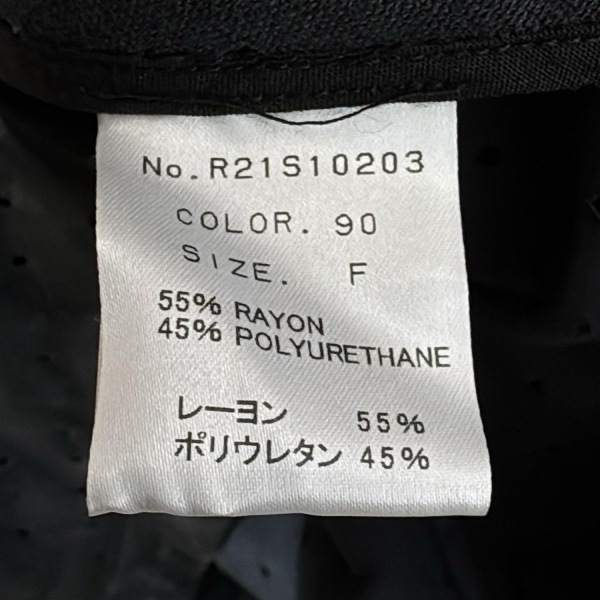 No.R21S10203
COLOR. 90
SIZE. F
55% RAYON
45% POLYURETHANE
レーヨン 55%
ポリウレタン 45%